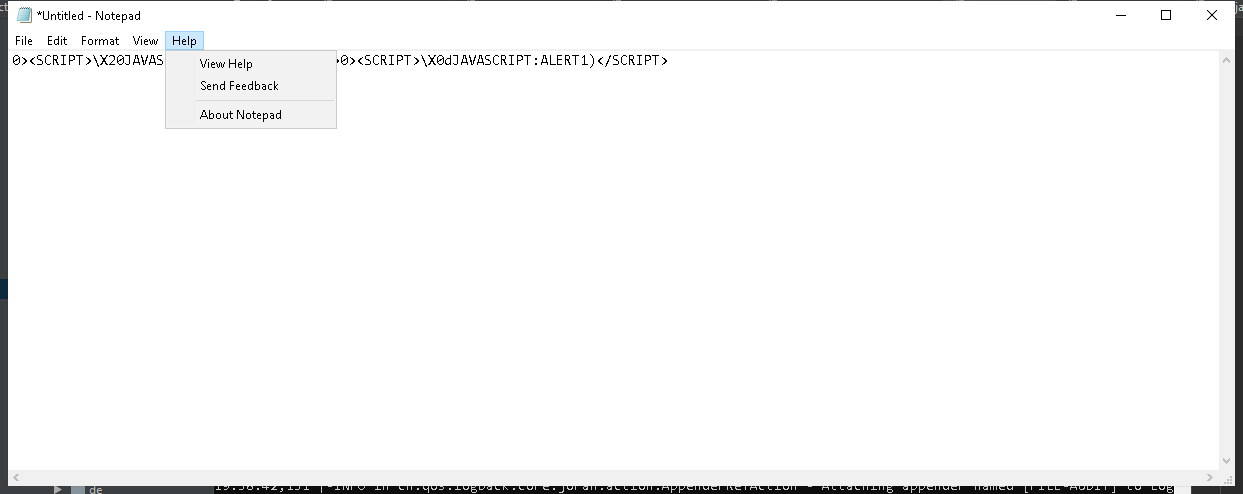 *Untitled - Notepad
File Edit Format View Help
0><SCRIPT>\X20JAVAS >0><SCRIPT>\X0dJAVASCRIPT:ALERT1)</SCRIPT>
View Help
Send Feedback
About Notepad
de
19:38:42,151 |-INFO in ch.qos.logback.core.joran.action.AppenderRefAction - Attaching appender named [FILE-AUDIT] to Log